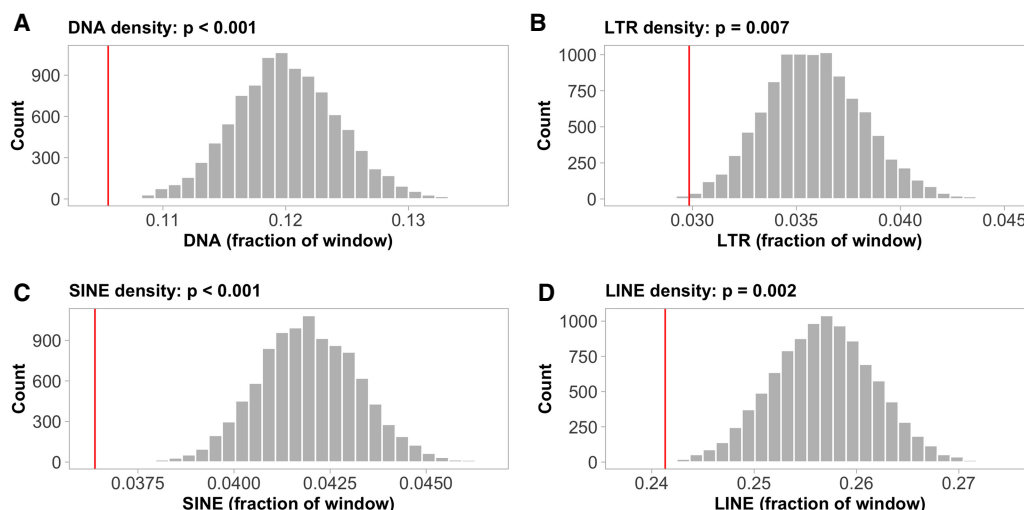 A
DNA density: p < 0.001
Count
900
600
300
0
0.11 0.12 0.13
DNA (fraction of window)
B
LTR density: p = 0.007
Count
1000
750
500
250
0
0.030 0.035 0.040 0.045
LTR (fraction of window)
C
SINE density: p < 0.001
Count
900
600
300
0
0.0375 0.0400 0.0425 0.0450
SINE (fraction of window)
D
LINE density: p = 0.002
Count
1000
750
500
250
0
0.24 0.25 0.26 0.27
LINE (fraction of window)